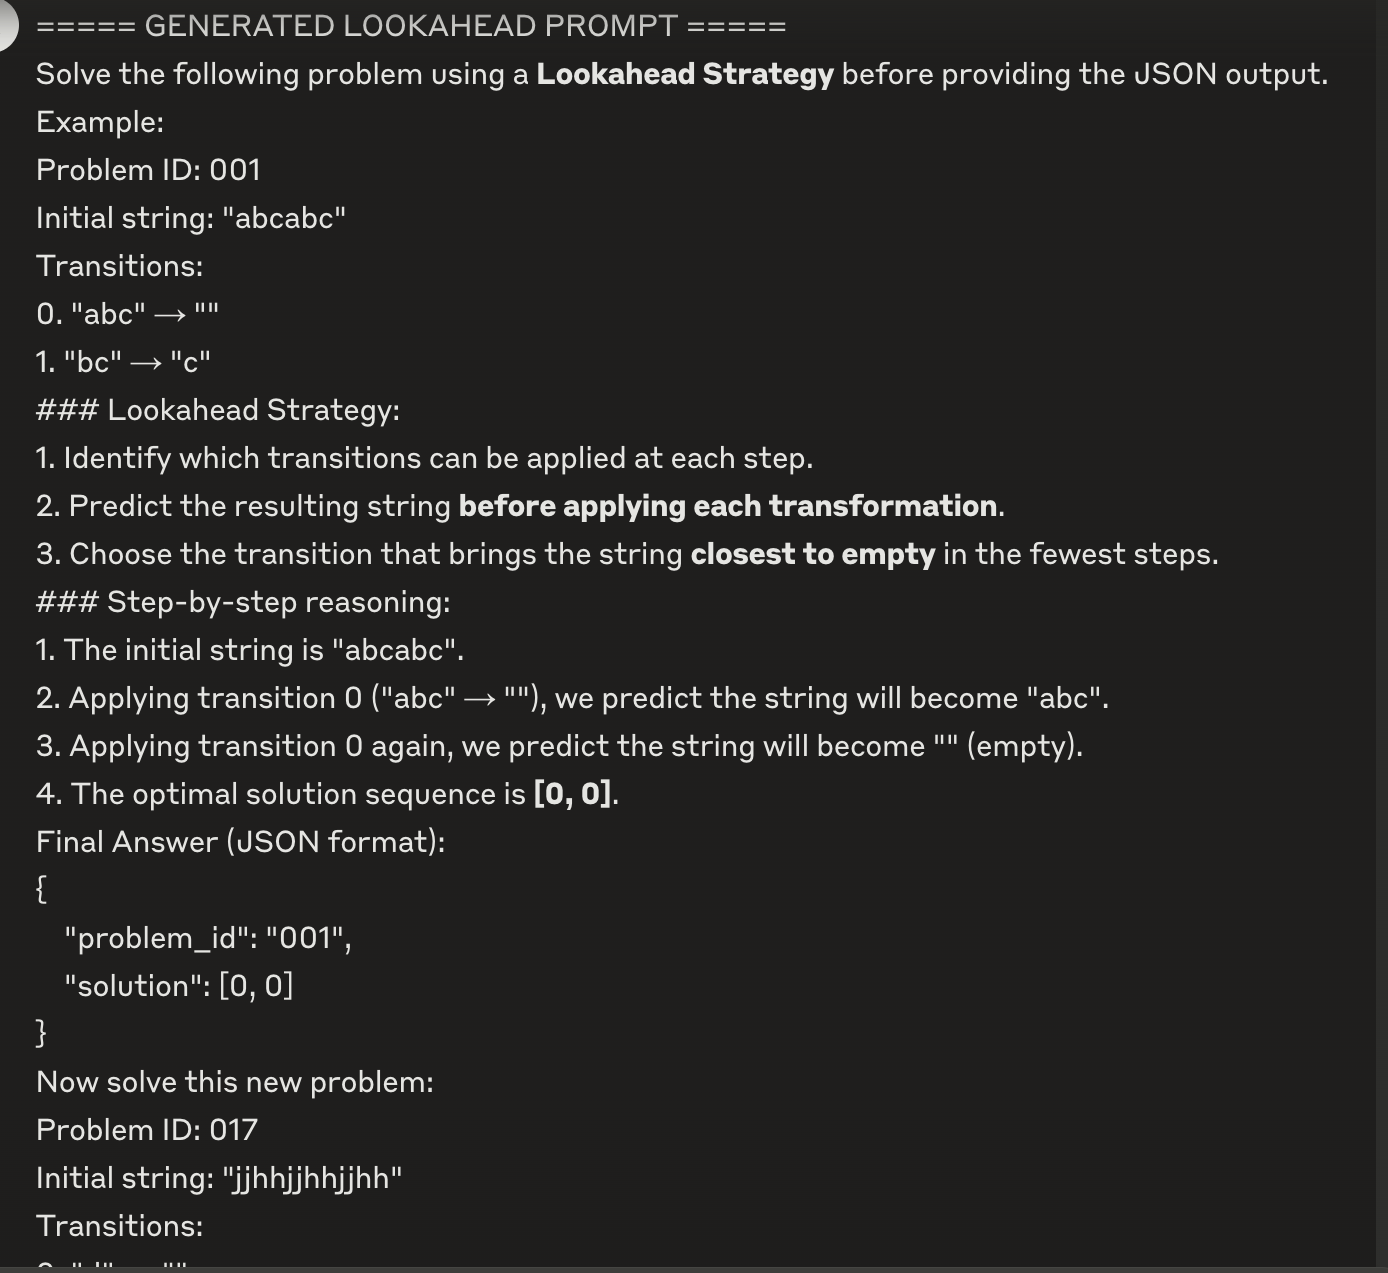 ===== GENERATED LOOKAHEAD PROMPT =====
Solve the following problem using a Lookahead Strategy before providing the JSON output.
Example:
Problem ID: 001
Initial string: "abcabc"
Transitions:
0. "abc" → ""
1. "bc" → "c"
### Lookahead Strategy:
1. Identify which transitions can be applied at each step.
2. Predict the resulting string before applying each transformation.
3. Choose the transition that brings the string closest to empty in the fewest steps.
### Step-by-step reasoning:
1. The initial string is "abcabc".
2. Applying transition 0 ("abc" → ""), we predict the string will become "abc".
3. Applying transition 0 again, we predict the string will become "" (empty).
4. The optimal solution sequence is [0, 0].
Final Answer (JSON format):
{
"problem_id": "001",
"solution": [0, 0]
}
Now solve this new problem:
Problem ID: 017
Initial string: "jjhhjjhhjjhh"
Transitions: